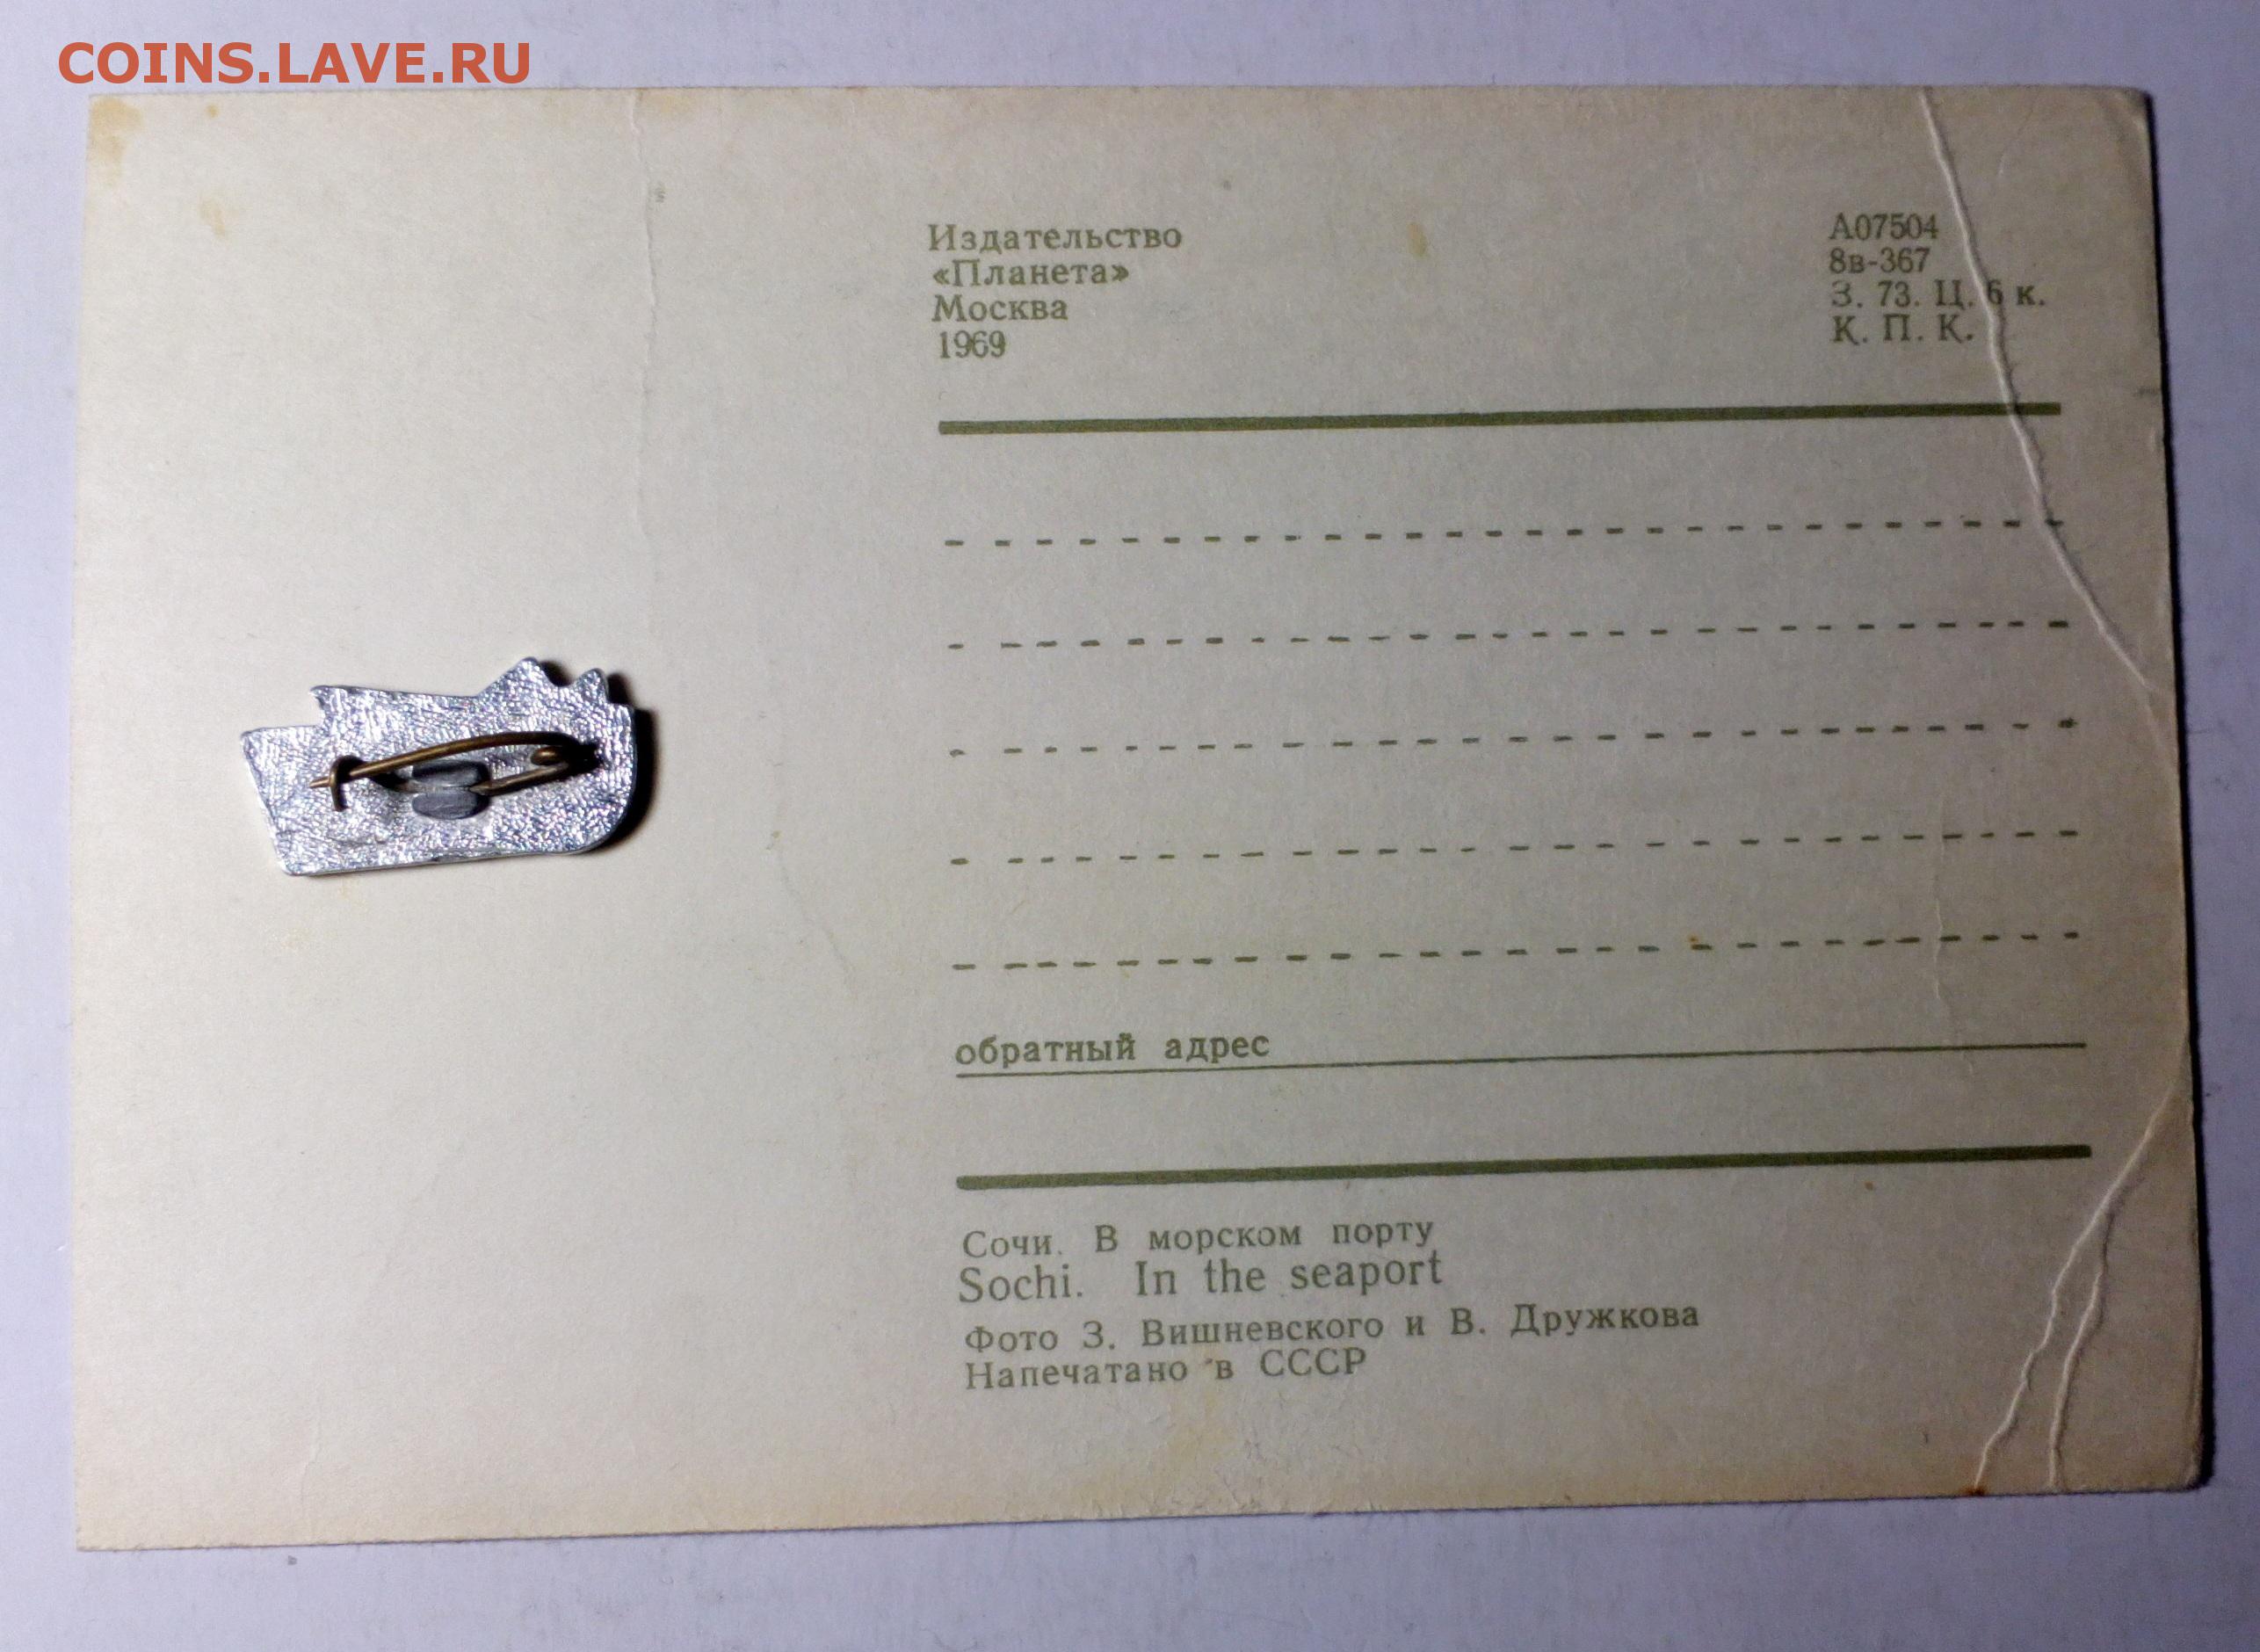 COINS.LAVE.RU
Издательство
«Планета»
Москва
1969
А07504
8в-367
З. 73. Ц. 6 к.
К. П. К.
обратный адрес
Сочи. В морском порту
Sochi. In the seaport
Фото З. Вишневского и В. Дружкова
Напечатано в СССР